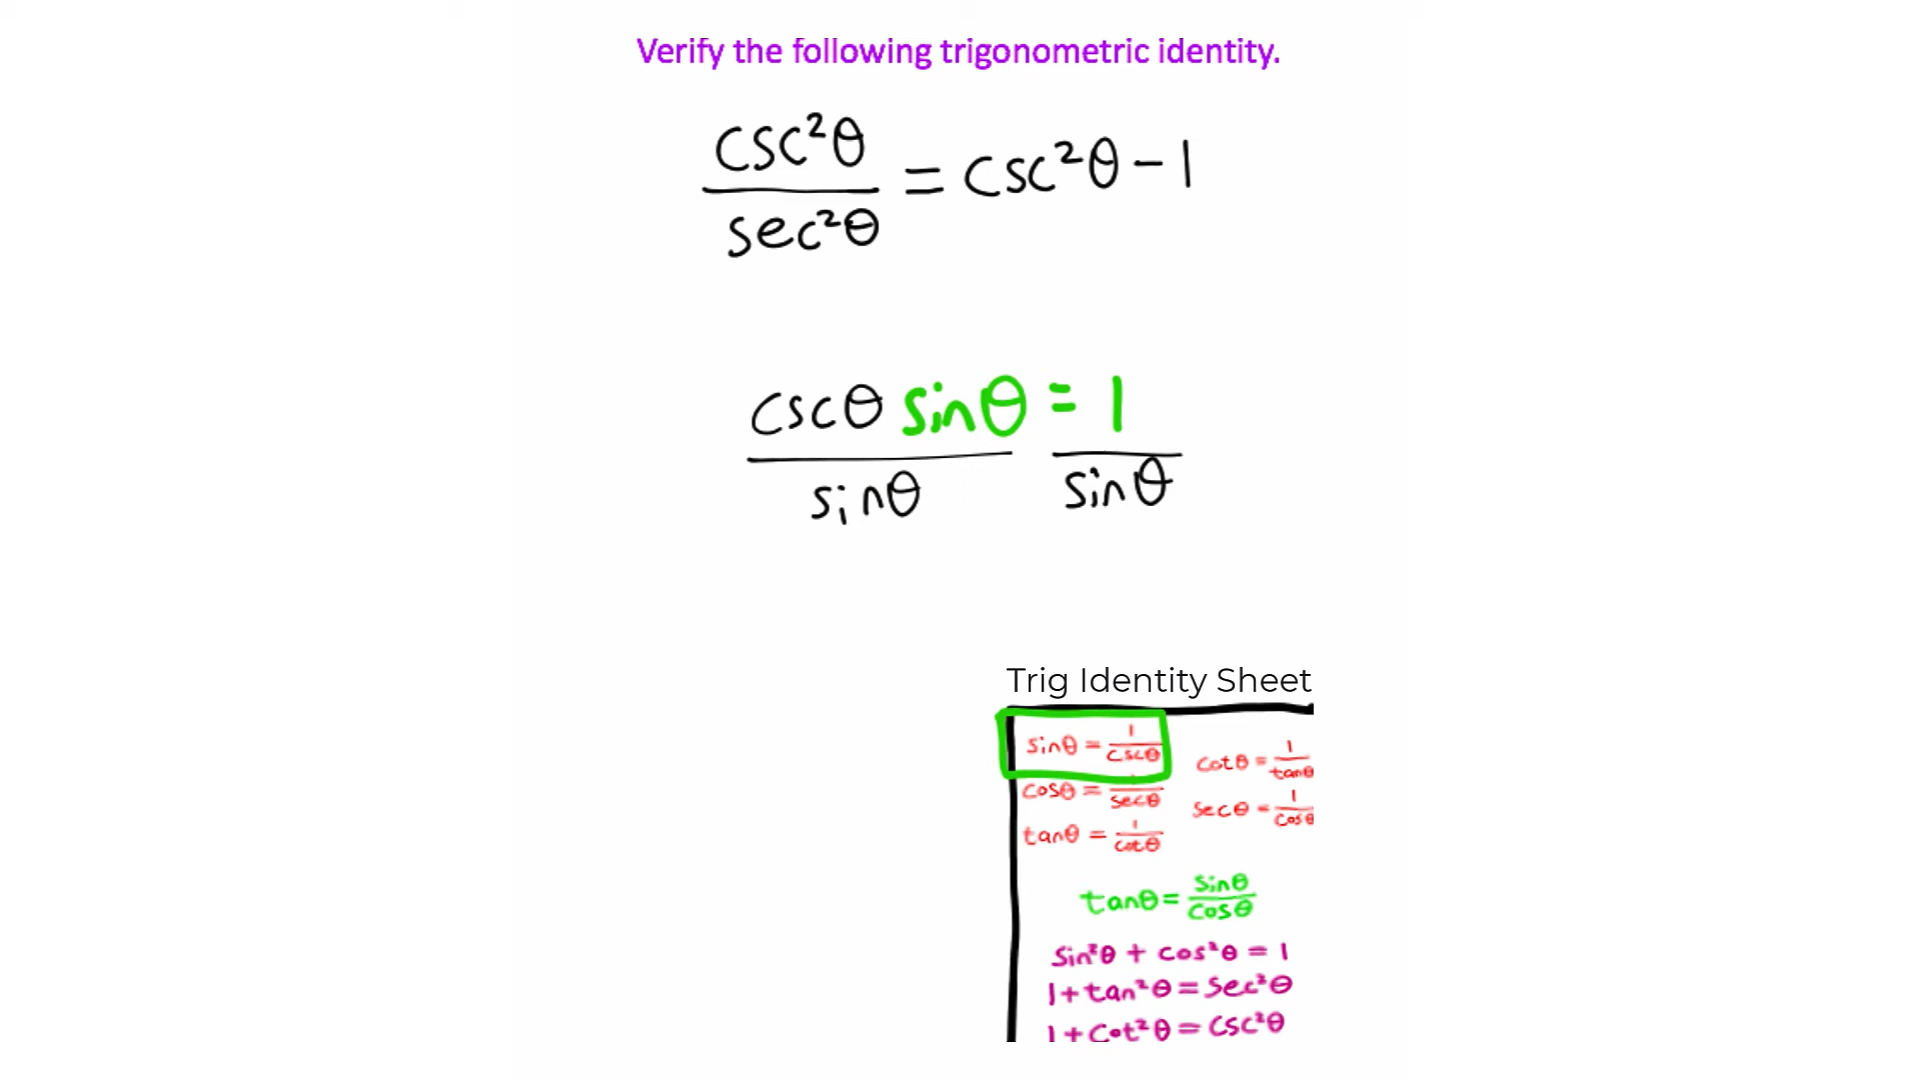 Verify the following trigonometric identity.
csc²θ
sec²θ
= csc²θ - 1
cscθ sinθ = 1
sinθ sinθ
Trig Identity Sheet
sinθ = 1/cscθ
cotθ = 1/tanθ
cosθ = 1/secθ
secθ = 1/cosθ
tanθ = 1/cotθ
tanθ = sinθ/cosθ
sin²θ + cos²θ = 1
1 + tan²θ = sec²θ
1 + cot²θ = csc²θ